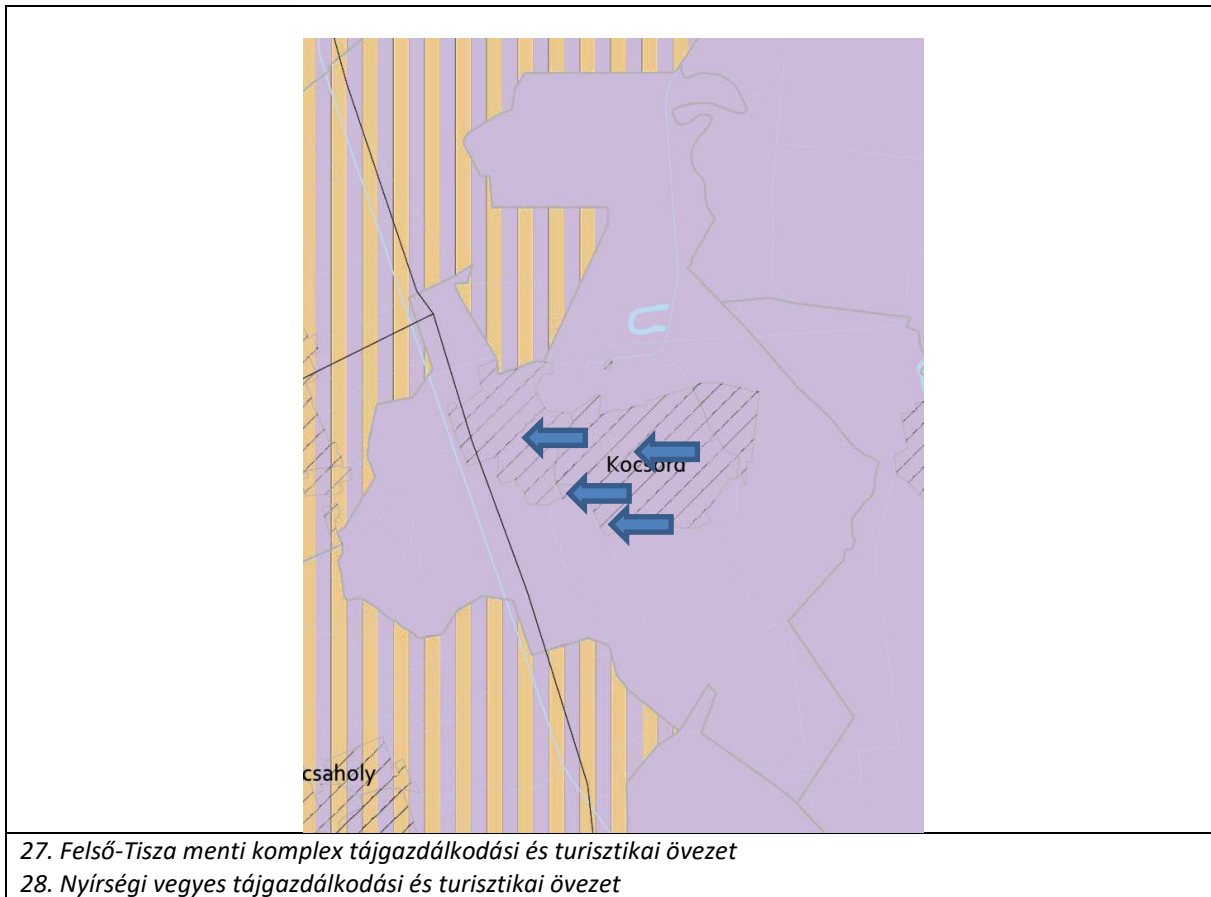 Kocsord
csaholy
27. Felső-Tisza menti komplex tájgazdálkodási és turisztikai övezet
28. Nyírségi vegyes tájgazdálkodási és turisztikai övezet